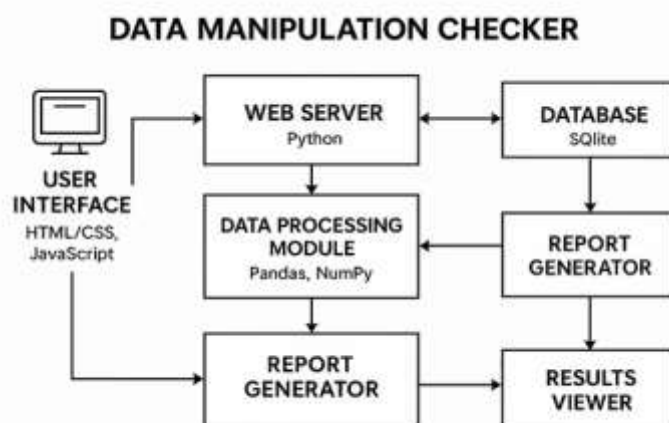 DATA MANIPULATION CHECKER
USER
INTERFACE
HTML/CSS,
JavaScript
WEB SERVER
Python
DATABASE
SQlite
DATA PROCESSING
MODULE
Pandas, NumPy
REPORT
GENERATOR
REPORT
GENERATOR
RESULTS
VIEWER